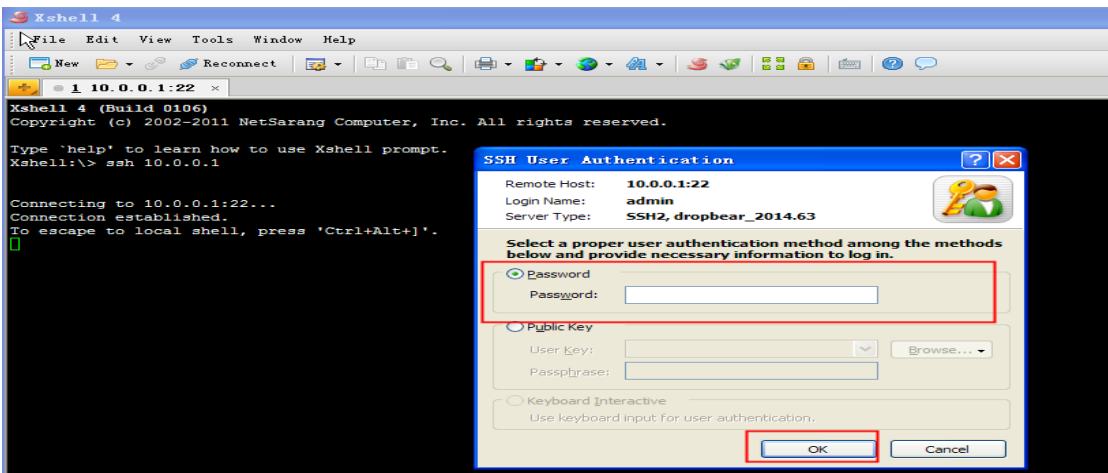 Xshell 4
File Edit View Tools Window Help
New Reconnect
1 10.0.0.1:22 ×
Xshell 4 (Build 0106)
Copyright (c) 2002-2011 NetSarang Computer, Inc. All rights reserved.
Type `help' to learn how to use Xshell prompt.
Xshell:\> ssh 10.0.0.1
Connecting to 10.0.0.1:22...
Connection established.
To escape to local shell, press 'Ctrl+Alt+]'.
SSH User Authentication
Remote Host: 10.0.0.1:22
Login Name: admin
Server Type: SSH2, dropbear_2014.63
Select a proper user authentication method among the methods
below and provide necessary information to log in.
Password
Password:
Public Key
User Key: Browse...
Passphrase:
Keyboard Interactive
Use keyboard input for user authentication.
OK Cancel